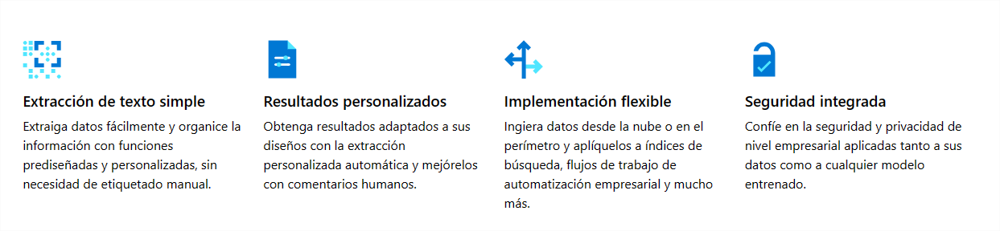 Extracción de texto simple
Extraiga datos fácilmente y organice la
información con funciones
prediseñadas y personalizadas, sin
necesidad de etiquetado manual.
Resultados personalizados
Obtenga resultados adaptados a sus
diseños con la extracción
personalizada automática y mejórelos
con comentarios humanos.
Implementación flexible
Ingiera datos desde la nube o en el
perímetro y aplíquelos a índices de
búsqueda, flujos de trabajo de
automatización empresarial y mucho
más.
Seguridad integrada
Confíe en la seguridad y privacidad de
nivel empresarial aplicadas tanto a sus
datos como a cualquier modelo
entrenado.